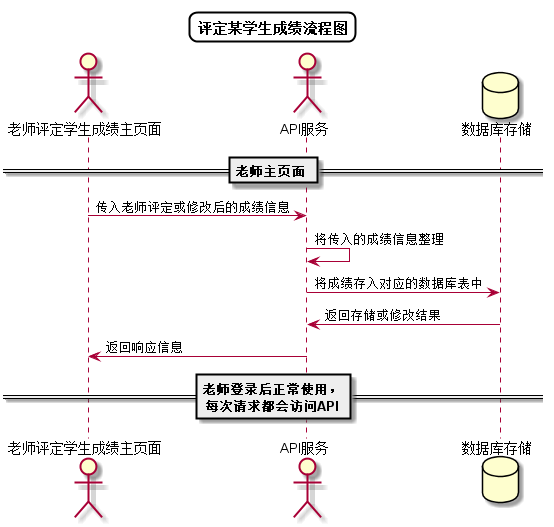 评定某学生成绩流程图
老师评定学生成绩主页面
API服务
数据库存储
老师主页面
传入老师评定或修改后的成绩信息
将传入的成绩信息整理
将成绩存入对应的数据库表中
返回存储或修改结果
返回响应信息
老师登录后正常使用，
每次请求都会访问API
老师评定学生成绩主页面
API服务
数据库存储